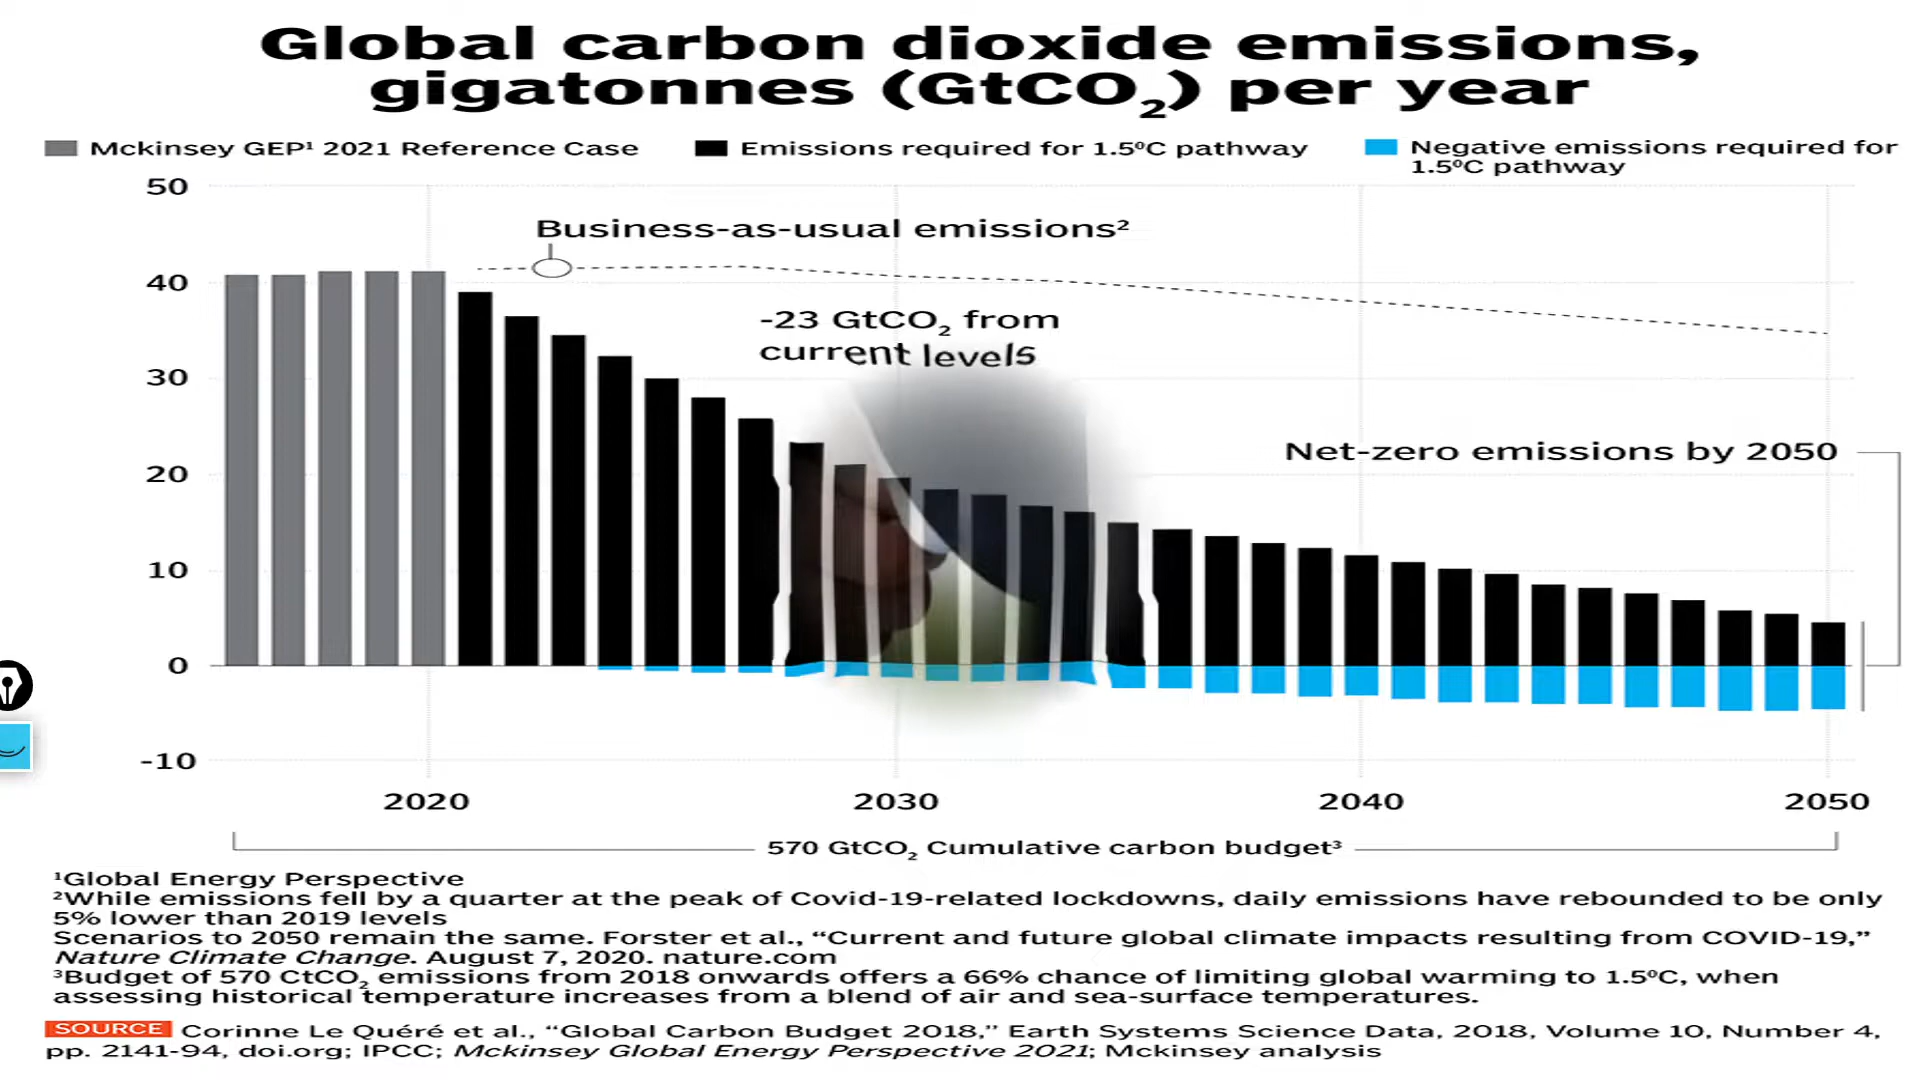 Global carbon dioxide emissions,
gigatonnes (GtCO₂) per year
Mckinsey GEP¹ 2021 Reference Case
Emissions required for 1.5ºC pathway
Negative emissions required for
1.5ºC pathway
50
Business-as-usual emissions²
40
-23 GtCO₂ from
current levels
30
Net-zero emissions by 2050
20
10
0
-10
2020 2030 2040 2050
570 GtCO₂ Cumulative carbon budget³
¹Global Energy Perspective
²While emissions fell by a quarter at the peak of Covid-19-related lockdowns, daily emissions have rebounded to be only
5% lower than 2019 levels
Scenarios to 2050 remain the same. Forster et al., “Current and future global climate impacts resulting from COVID-19,”
Nature Climate Change. August 7, 2020. nature.com
³Budget of 570 CtCO₂ emissions from 2018 onwards offers a 66% chance of limiting global warming to 1.5ºC, when
assessing historical temperature increases from a blend of air and sea-surface temperatures.
SOURCE Corinne Le Quéré et al., “Global Carbon Budget 2018,” Earth Systems Science Data, 2018, Volume 10, Number 4,
pp. 2141-94, doi.org; IPCC; Mckinsey Global Energy Perspective 2021; Mckinsey analysis